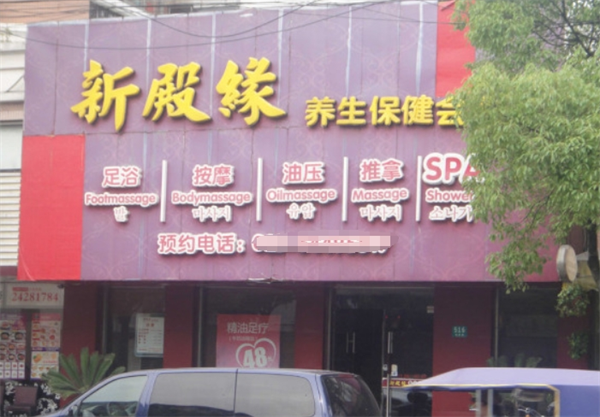 新殿缘 养生保健会
足浴 按摩 油压 推拿 SPA
Footmassage Bodymassage Oilmassage Massage Shower
발 마사지 유압 마사지
预约电话：
24281784
精油足疗
48